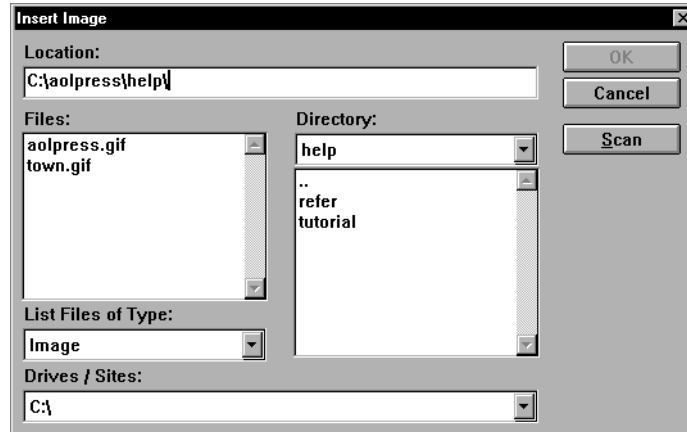 Insert Image
Location:
C:\aolpress\help\
OK
Cancel
Scan
Files:
aolpress.gif
town.gif
Directory:
help
..
refer
tutorial
List Files of Type:
Image
Drives / Sites:
C:\